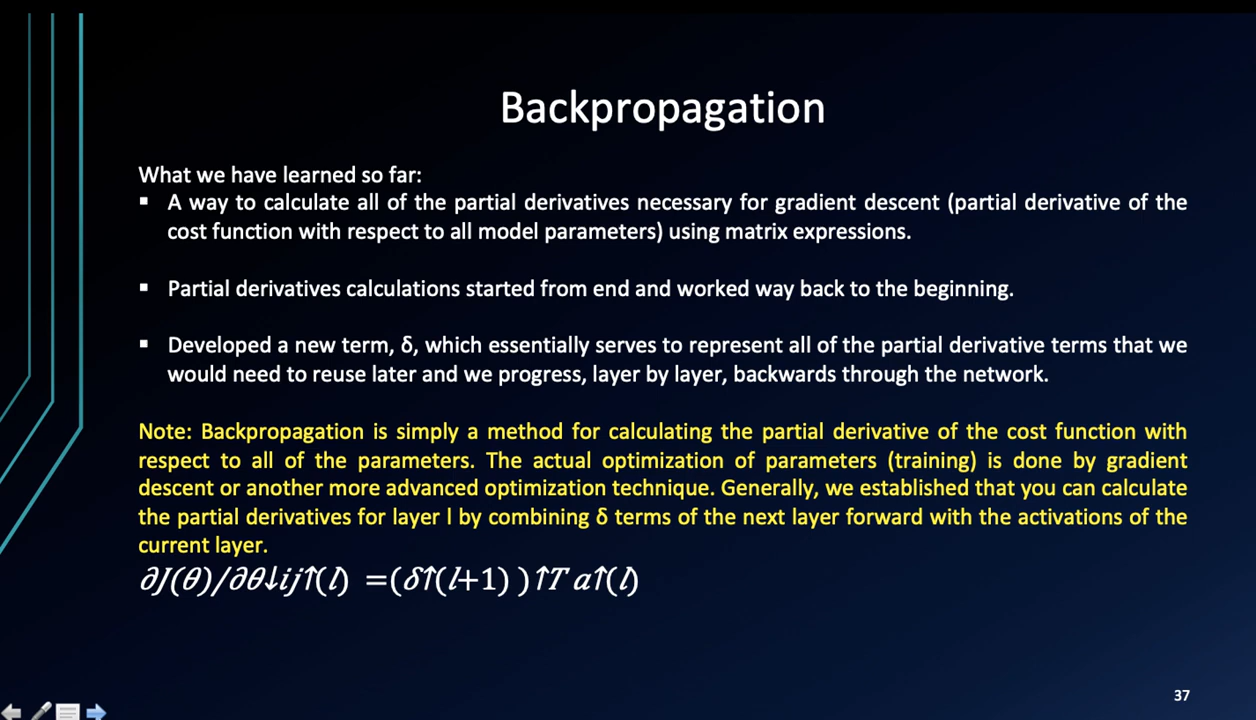 Backpropagation
What we have learned so far:
▪ A way to calculate all of the partial derivatives necessary for gradient descent (partial derivative of the
cost function with respect to all model parameters) using matrix expressions.
▪ Partial derivatives calculations started from end and worked way back to the beginning.
▪ Developed a new term, δ, which essentially serves to represent all of the partial derivative terms that we
would need to reuse later and we progress, layer by layer, backwards through the network.
Note: Backpropagation is simply a method for calculating the partial derivative of the cost function with
respect to all of the parameters. The actual optimization of parameters (training) is done by gradient
descent or another more advanced optimization technique. Generally, we established that you can calculate
the partial derivatives for layer l by combining δ terms of the next layer forward with the activations of the
current layer.
∂J(θ)/∂θ↓ij↑(l) =(δ↑(l+1) )↑T a↑(l)
37